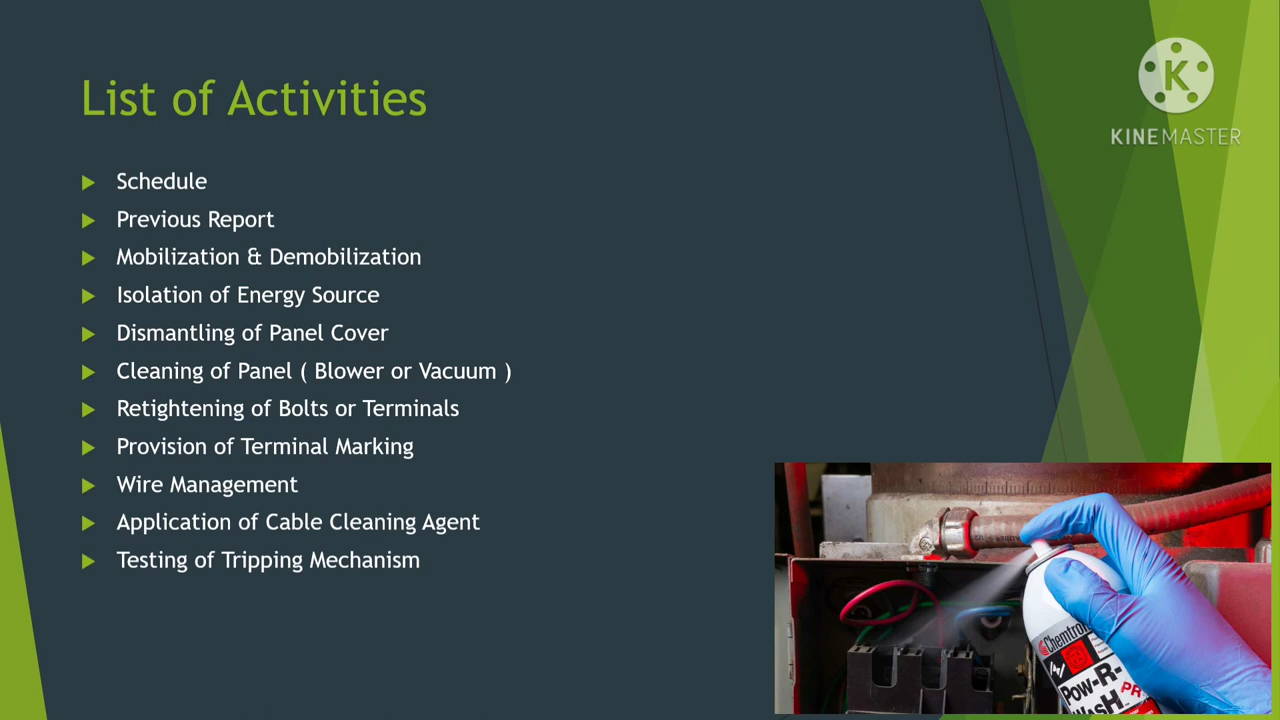 List of Activities
Schedule
Previous Report
Mobilization & Demobilization
Isolation of Energy Source
Dismantling of Panel Cover
Cleaning of Panel ( Blower or Vacuum )
Retightening of Bolts or Terminals
Provision of Terminal Marking
Wire Management
Application of Cable Cleaning Agent
Testing of Tripping Mechanism
K
KINEMASTER
Pow-R-
WasH
PR